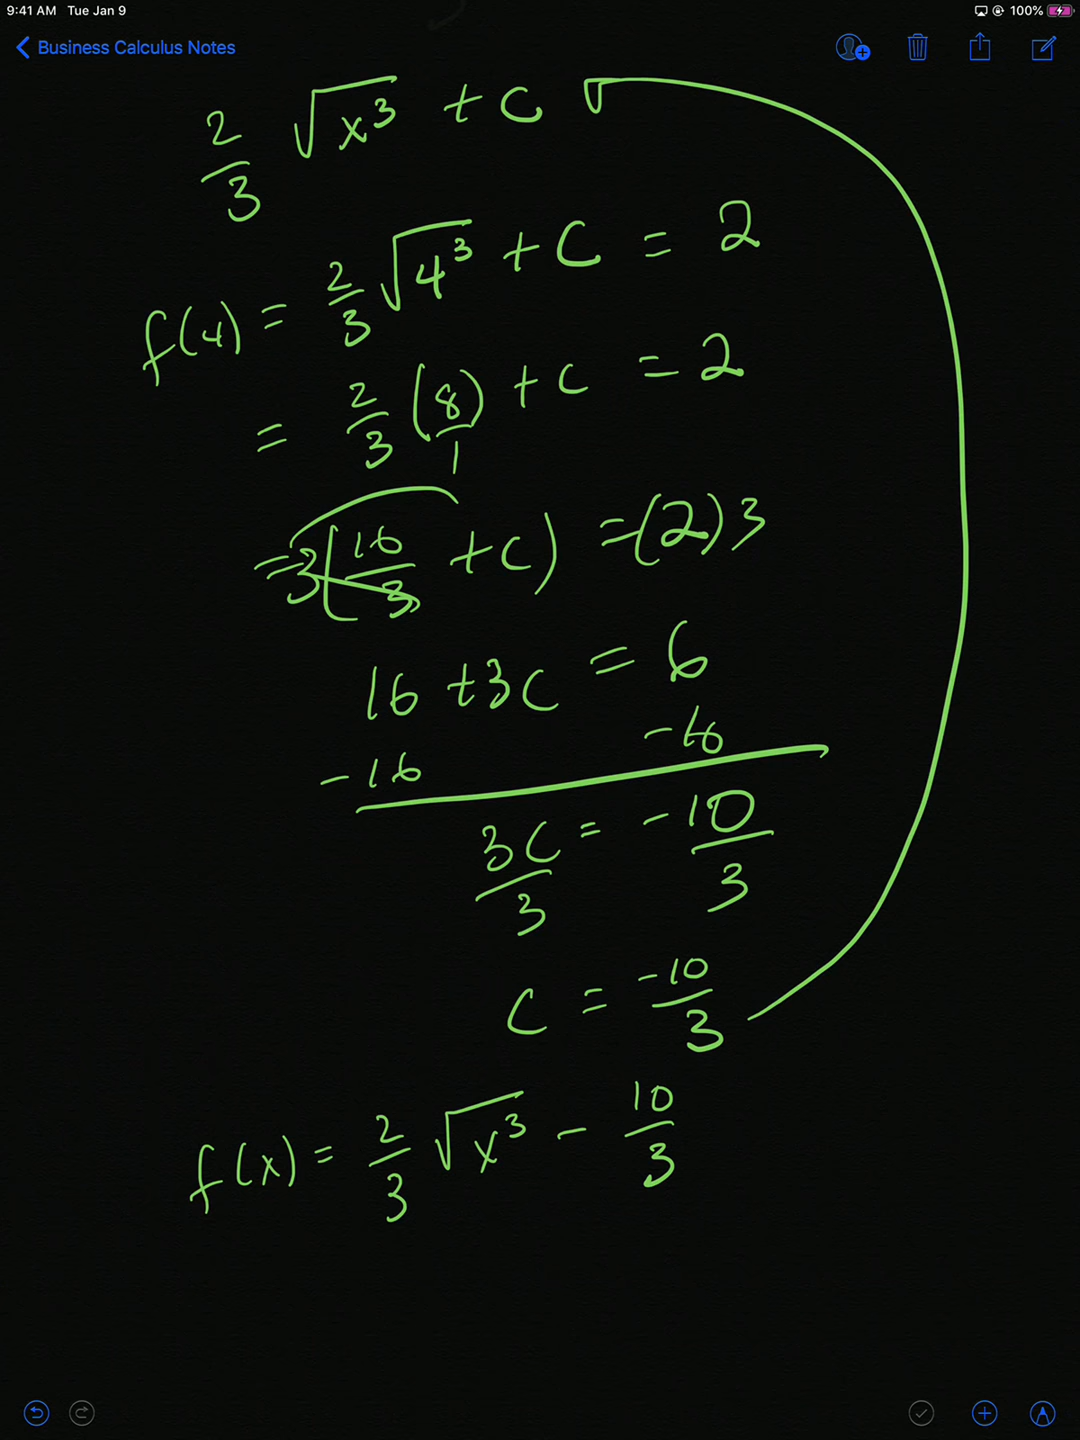 9:41 AM Tue Jan 9 100%
Business Calculus Notes
2/3 √x³ + C
f(4) = 2/3 √4³ + C = 2
= 2/3 (8/1) + C = 2
= 3(16/3 + C) = (2)3
16 + 3C = 6
-16 -16
3C/3 = -10/3
C = -10/3
f(x) = 2/3 √x³ - 10/3